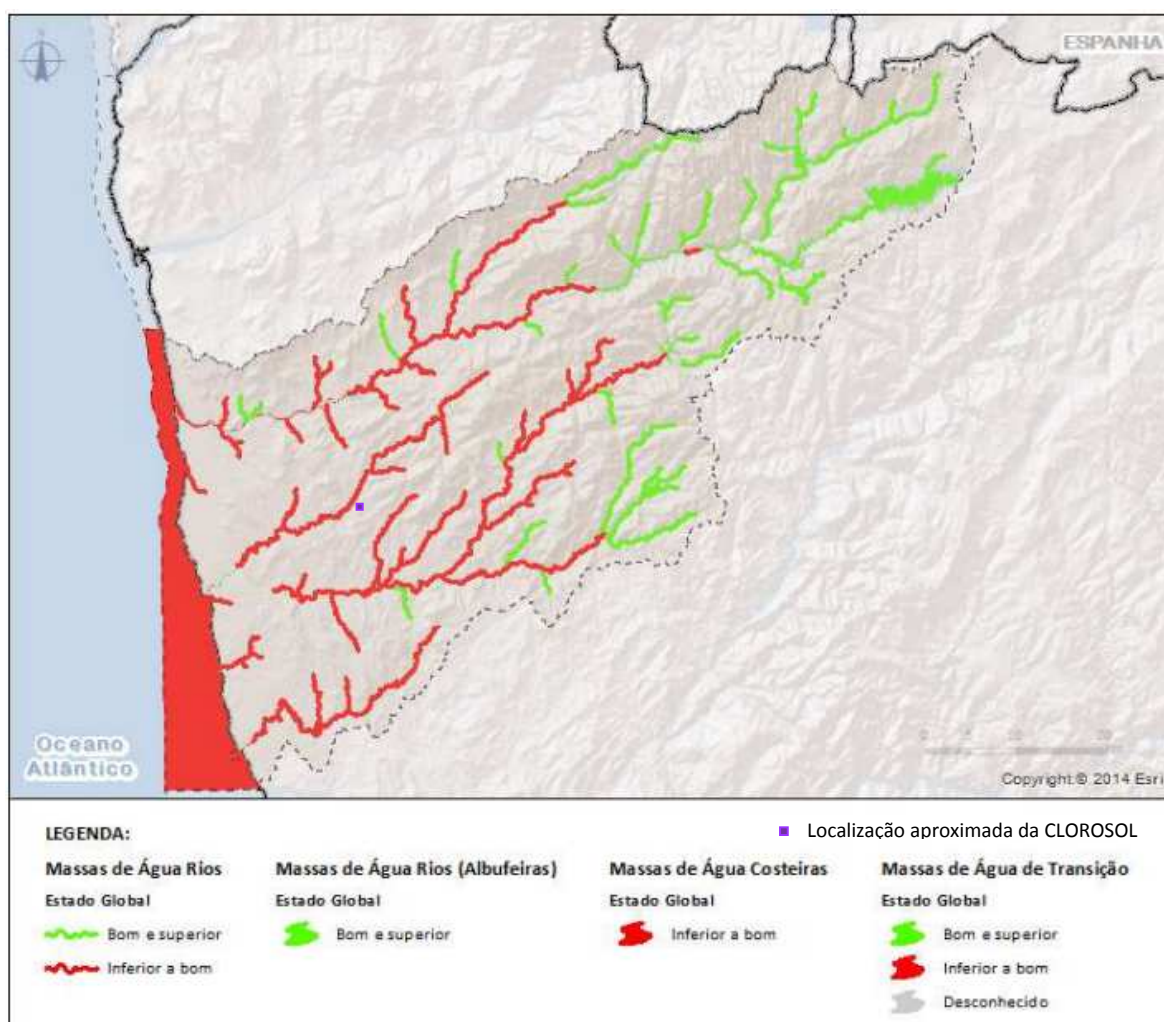 ESPANHA
Oceano
Atlântico
Copyright:© 2014 Esri
LEGENDA:
Localização aproximada da CLOROSOL
Massas de Água Rios
Estado Global
Bom e superior
Inferior a bom
Massas de Água Rios (Albufeiras)
Estado Global
Bom e superior
Massas de Água Costeiras
Estado Global
Inferior a bom
Massas de Água de Transição
Estado Global
Bom e superior
Inferior a bom
Desconhecido